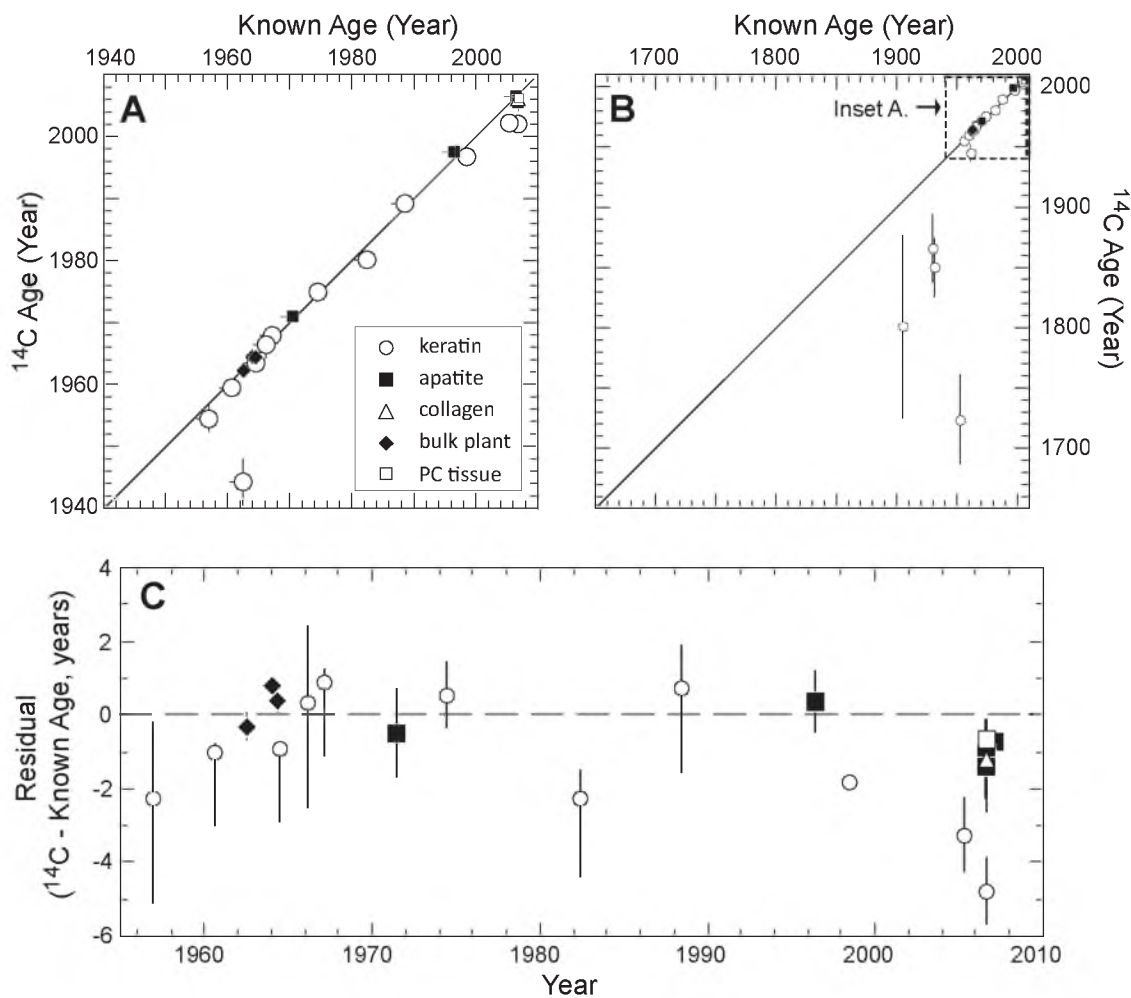 Known Age (Year)
1940 1960 1980 2000
A
2000
1980
1960
1940
¹⁴C Age (Year)
keratin
apatite
collagen
bulk plant
PC tissue
Known Age (Year)
1700 1800 1900 2000
B
Inset A.
2000
1900
1800
1700
¹⁴C Age (Year)
C
4
2
0
-2
-4
-6
Residual
(¹⁴C - Known Age, years)
1960 1970 1980 1990 2000 2010
Year